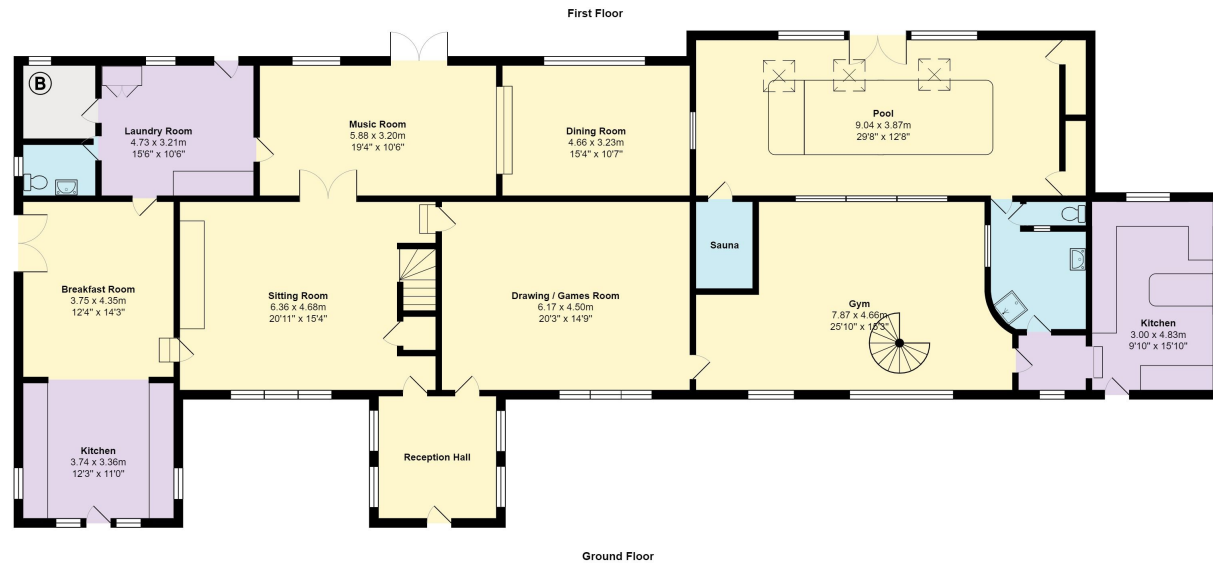 First Floor
B
Laundry Room
4.73 x 3.21m
15'6" x 10'6"
Music Room
5.88 x 3.20m
19'4" x 10'6"
Dining Room
4.66 x 3.23m
15'4" x 10'7"
Pool
9.04 x 3.87m
29'8" x 12'8"
Breakfast Room
3.75 x 4.35m
12'4" x 14'3"
Sitting Room
6.36 x 4.68m
20'11" x 15'4"
Drawing / Games Room
6.17 x 4.50m
20'3" x 14'9"
Sauna
Gym
7.87 x 4.66m
25'10" x 15'3"
Kitchen
3.00 x 4.83m
9'10" x 15'10"
Kitchen
3.74 x 3.36m
12'3" x 11'0"
Reception Hall
Ground Floor